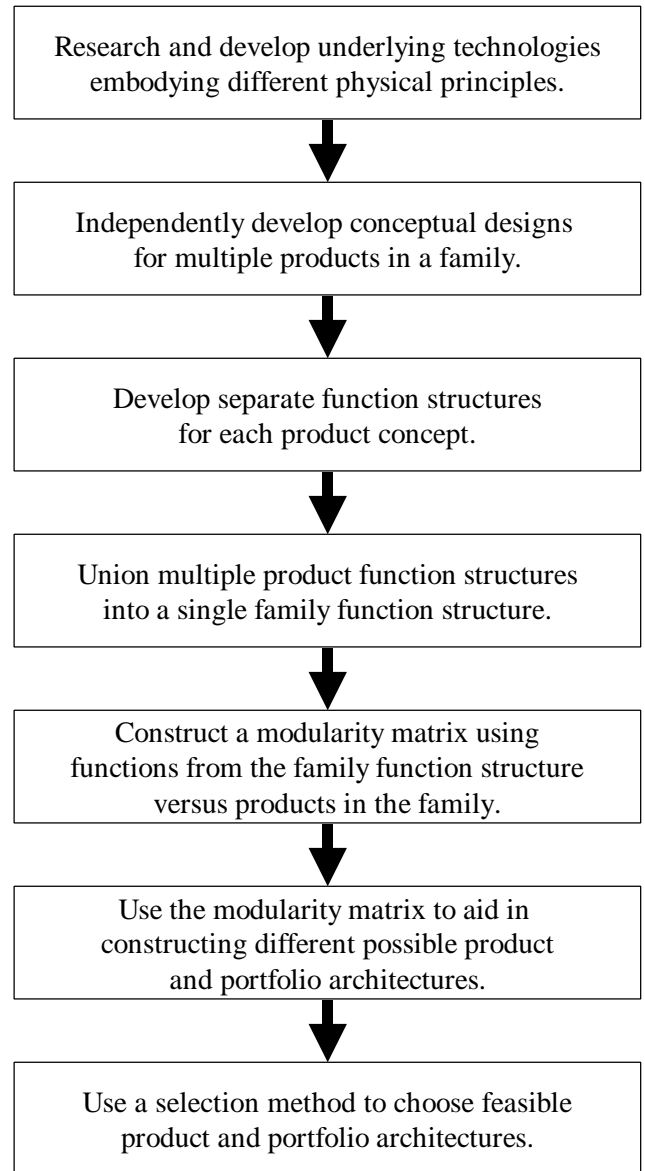 Research and develop underlying technologies
embodying different physical principles.
Independently develop conceptual designs
for multiple products in a family.
Develop separate function structures
for each product concept.
Union multiple product function structures
into a single family function structure.
Construct a modularity matrix using
functions from the family function structure
versus products in the family.
Use the modularity matrix to aid in
constructing different possible product
and portfolio architectures.
Use a selection method to choose feasible
product and portfolio architectures.